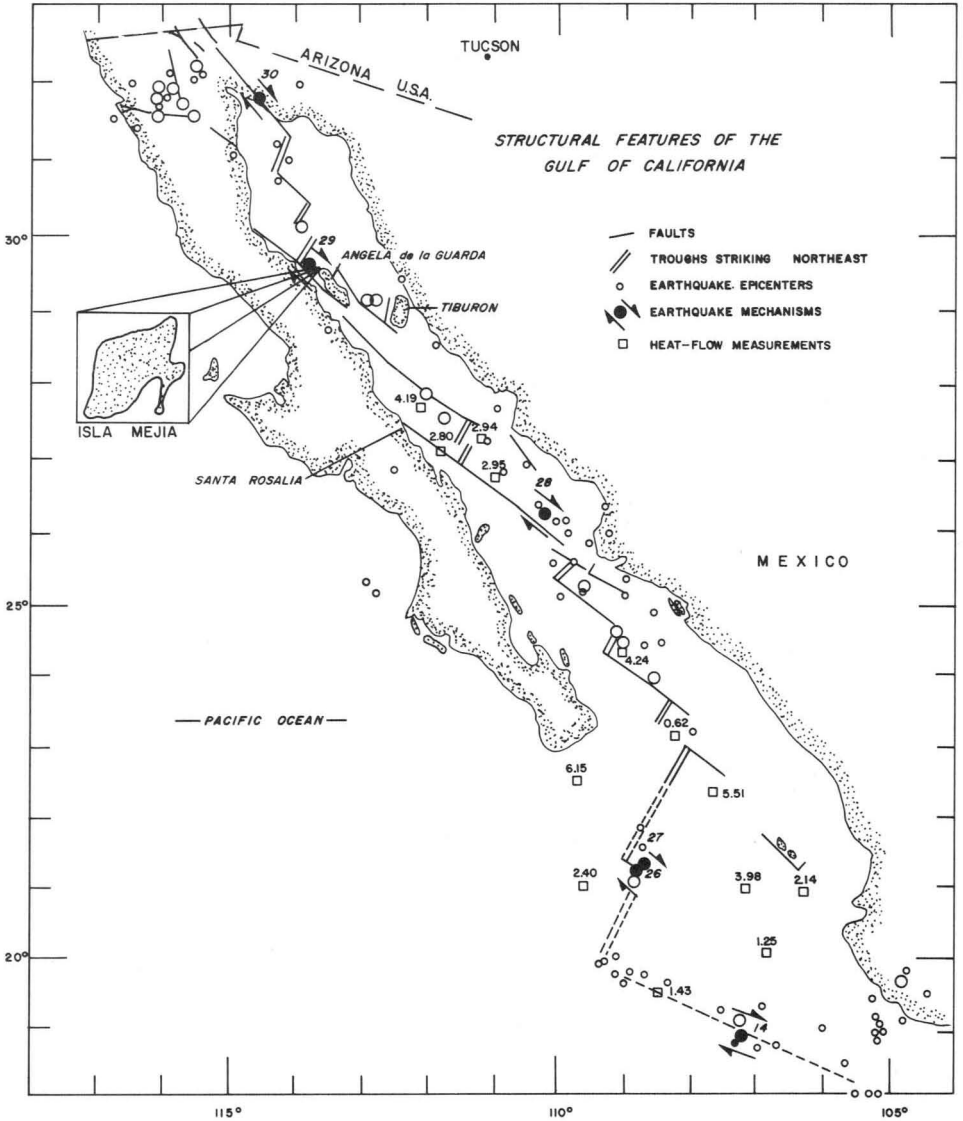 TUCSON
ARIZONA U.S.A.
30
STRUCTURAL FEATURES OF THE
GULF OF CALIFORNIA
30°
29
ANGELA de la GUARDA
FAULTS
TROUGHS STRIKING NORTHEAST
EARTHQUAKE EPICENTERS
EARTHQUAKE MECHANISMS
HEAT-FLOW MEASUREMENTS
TIBURON
ISLA MEJIA
4.19
2.94
2.80
SANTA ROSALIA
2.95
28
MEXICO
25°
4.24
PACIFIC OCEAN
0.62
6.15
5.51
27
26
2.40
3.98
2.14
20°
1.25
1.43
14
115°
110°
105°